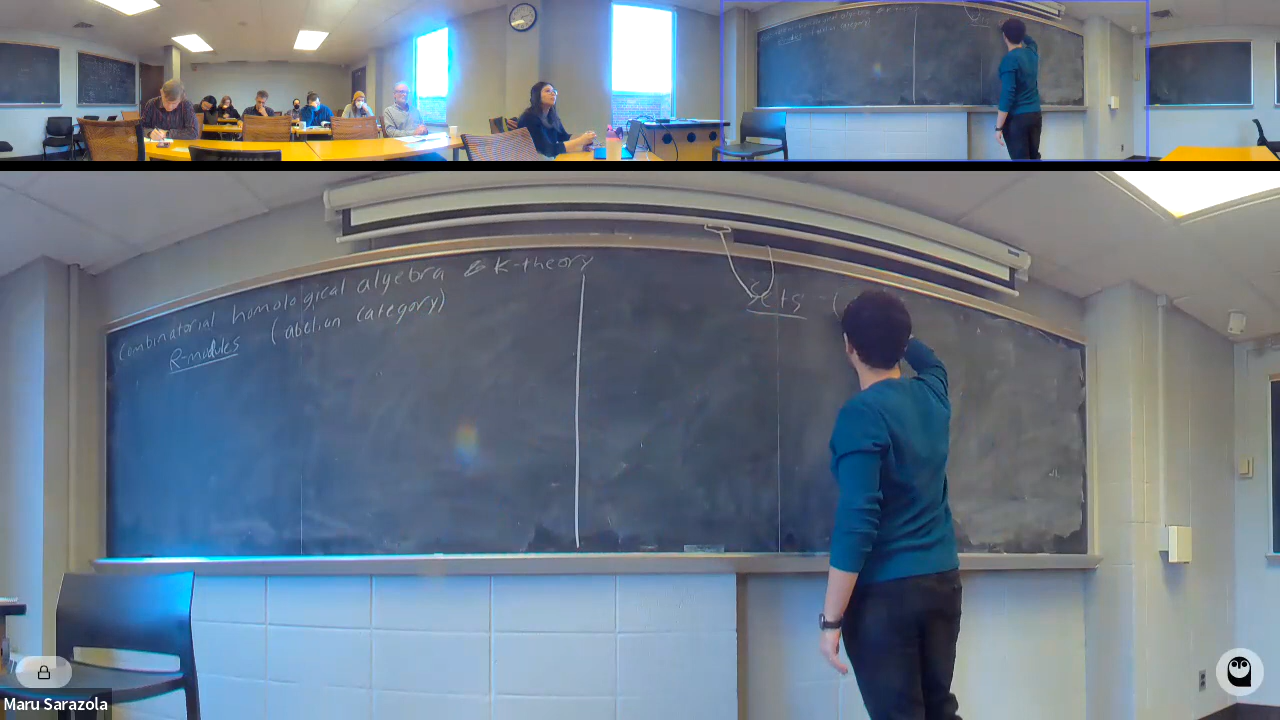 combinatorial homological algebra & K-theory
R-modules (abelian category)
sets
Maru Sarazola